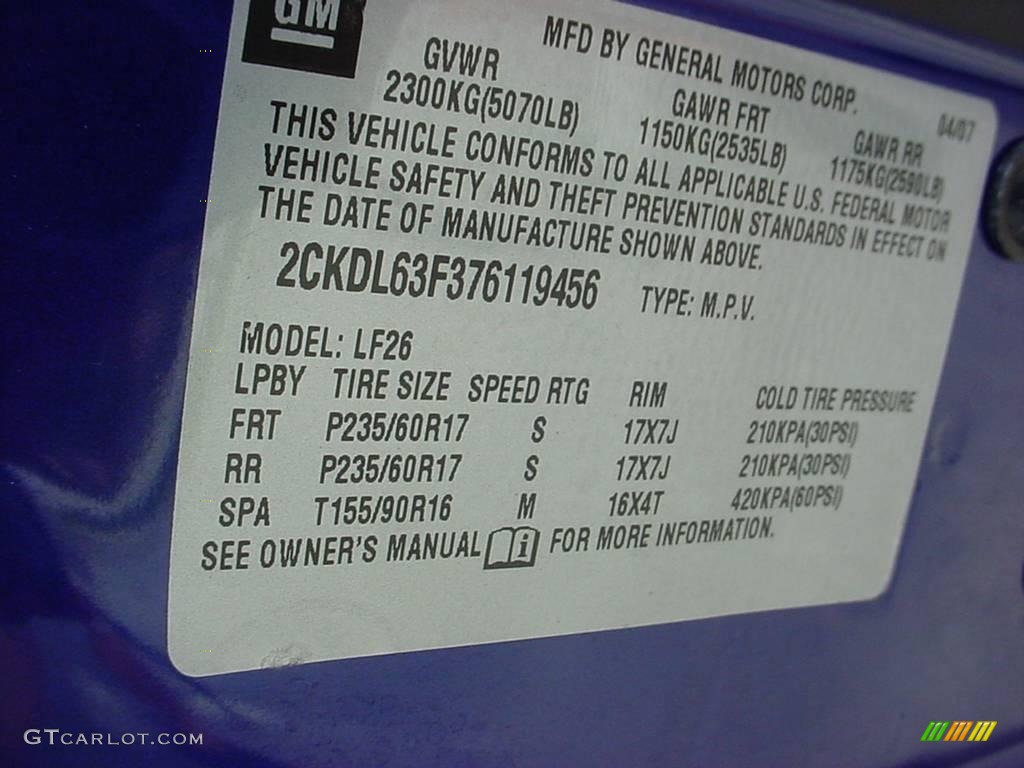 GM
MFD BY GENERAL MOTORS CORP.
04/07
GVWR GAWR FRT GAWR RR
2300KG(5070LB) 1150KG(2535LB) 1175KG(2590LB)
THIS VEHICLE CONFORMS TO ALL APPLICABLE U.S. FEDERAL MOTOR
VEHICLE SAFETY AND THEFT PREVENTION STANDARDS IN EFFECT ON
THE DATE OF MANUFACTURE SHOWN ABOVE.
2CKDL63F376119456 TYPE: M.P.V.
MODEL: LF26
LPBY TIRE SIZE SPEED RTG RIM COLD TIRE PRESSURE
FRT P235/60R17 S 17X7J 210KPA(30PSI)
RR P235/60R17 S 17X7J 210KPA(30PSI)
SPA T155/90R16 M 16X4T 420KPA(60PSI)
SEE OWNER'S MANUAL i FOR MORE INFORMATION.
GTCARLOT.COM